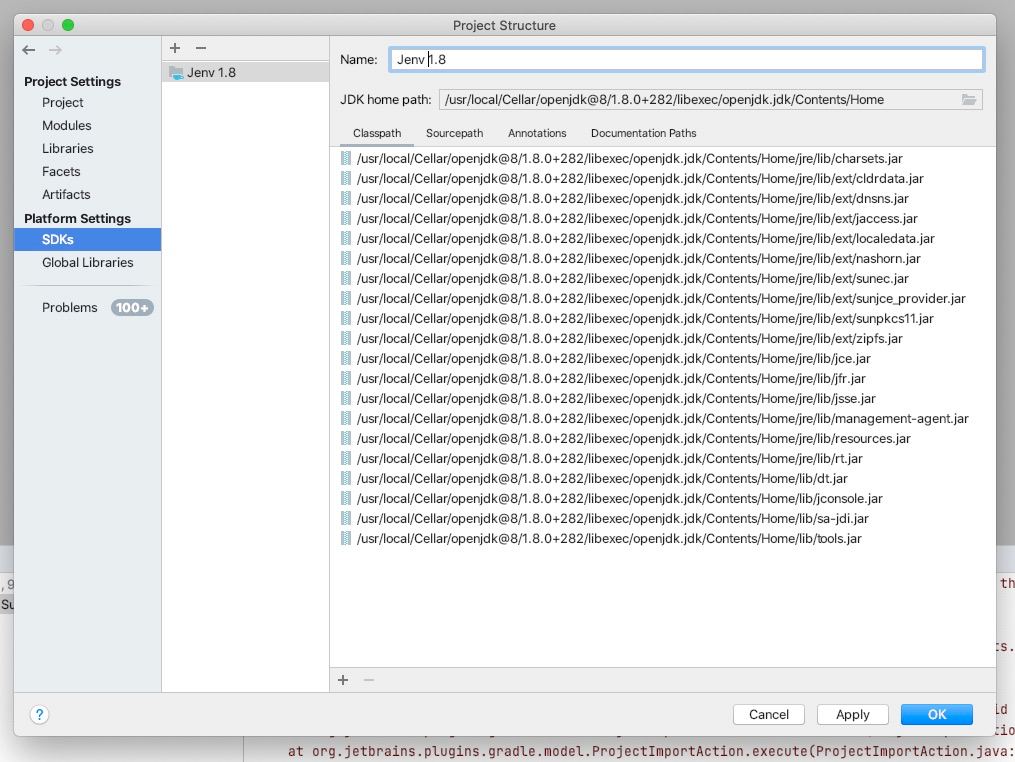 Project Structure
Project Settings
Project
Modules
Libraries
Facets
Artifacts
Platform Settings
SDKs
Global Libraries
Problems 100+
Jenv 1.8
Name: Jenv 1.8
JDK home path: /usr/local/Cellar/openjdk@8/1.8.0+282/libexec/openjdk.jdk/Contents/Home
Classpath Sourcepath Annotations Documentation Paths
/usr/local/Cellar/openjdk@8/1.8.0+282/libexec/openjdk.jdk/Contents/Home/jre/lib/charsets.jar
/usr/local/Cellar/openjdk@8/1.8.0+282/libexec/openjdk.jdk/Contents/Home/jre/lib/ext/cldrdata.jar
/usr/local/Cellar/openjdk@8/1.8.0+282/libexec/openjdk.jdk/Contents/Home/jre/lib/ext/dnsns.jar
/usr/local/Cellar/openjdk@8/1.8.0+282/libexec/openjdk.jdk/Contents/Home/jre/lib/ext/jaccess.jar
/usr/local/Cellar/openjdk@8/1.8.0+282/libexec/openjdk.jdk/Contents/Home/jre/lib/ext/localedata.jar
/usr/local/Cellar/openjdk@8/1.8.0+282/libexec/openjdk.jdk/Contents/Home/jre/lib/ext/nashorn.jar
/usr/local/Cellar/openjdk@8/1.8.0+282/libexec/openjdk.jdk/Contents/Home/jre/lib/ext/sunec.jar
/usr/local/Cellar/openjdk@8/1.8.0+282/libexec/openjdk.jdk/Contents/Home/jre/lib/ext/sunjce_provider.jar
/usr/local/Cellar/openjdk@8/1.8.0+282/libexec/openjdk.jdk/Contents/Home/jre/lib/ext/sunpkcs11.jar
/usr/local/Cellar/openjdk@8/1.8.0+282/libexec/openjdk.jdk/Contents/Home/jre/lib/ext/zipfs.jar
/usr/local/Cellar/openjdk@8/1.8.0+282/libexec/openjdk.jdk/Contents/Home/jre/lib/jce.jar
/usr/local/Cellar/openjdk@8/1.8.0+282/libexec/openjdk.jdk/Contents/Home/jre/lib/jfr.jar
/usr/local/Cellar/openjdk@8/1.8.0+282/libexec/openjdk.jdk/Contents/Home/jre/lib/jsse.jar
/usr/local/Cellar/openjdk@8/1.8.0+282/libexec/openjdk.jdk/Contents/Home/jre/lib/management-agent.jar
/usr/local/Cellar/openjdk@8/1.8.0+282/libexec/openjdk.jdk/Contents/Home/jre/lib/resources.jar
/usr/local/Cellar/openjdk@8/1.8.0+282/libexec/openjdk.jdk/Contents/Home/jre/lib/rt.jar
/usr/local/Cellar/openjdk@8/1.8.0+282/libexec/openjdk.jdk/Contents/Home/lib/dt.jar
/usr/local/Cellar/openjdk@8/1.8.0+282/libexec/openjdk.jdk/Contents/Home/lib/jconsole.jar
/usr/local/Cellar/openjdk@8/1.8.0+282/libexec/openjdk.jdk/Contents/Home/lib/sa-jdi.jar
/usr/local/Cellar/openjdk@8/1.8.0+282/libexec/openjdk.jdk/Contents/Home/lib/tools.jar
? Cancel Apply OK
at org.jetbrains.plugins.gradle.model.ProjectImportAction.execute(ProjectImportAction.java: